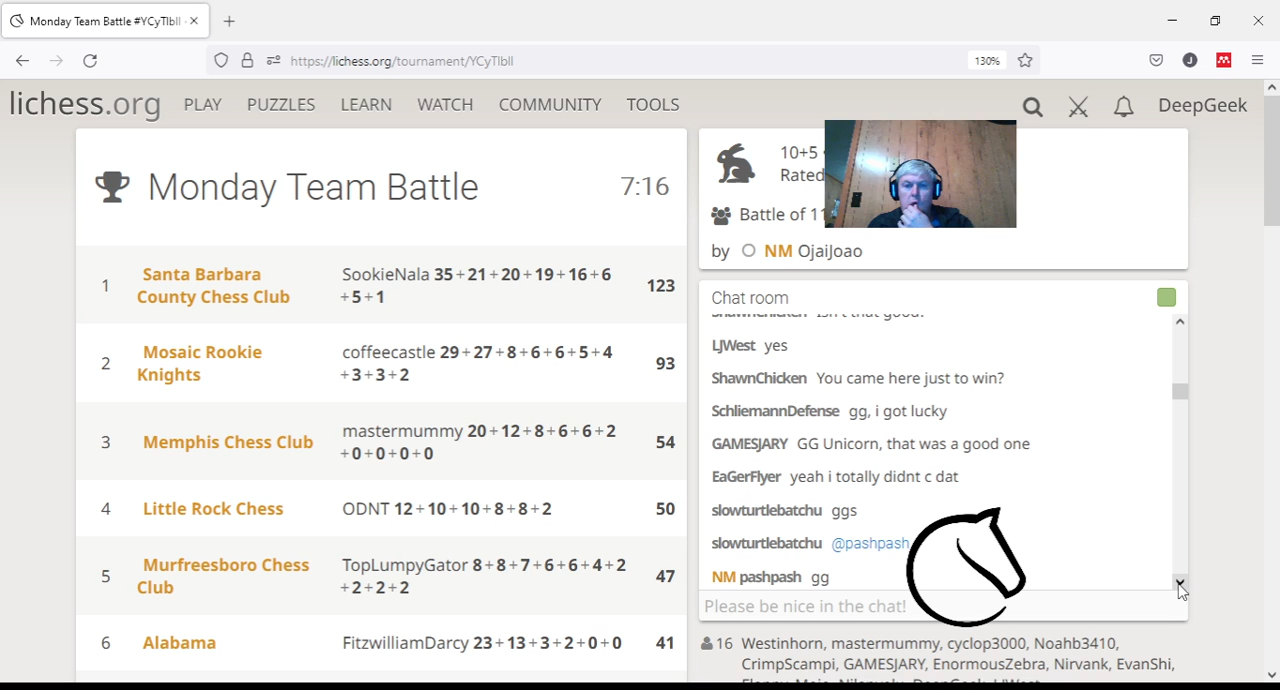 Monday Team Battle #YCyTlbIl
https://lichess.org/tournament/YCyTlbIl
130%
lichess.org PLAY PUZZLES LEARN WATCH COMMUNITY TOOLS DeepGeek
Monday Team Battle 7:16
1 Santa Barbara County Chess Club SookieNala 35+21+20+19+16+6+5+1 123
2 Mosaic Rookie Knights coffeecastle 29+27+8+6+6+5+4+3+3+2 93
3 Memphis Chess Club mastermummy 20+12+8+6+6+2+0+0+0+0 54
4 Little Rock Chess ODNT 12+10+10+8+8+2 50
5 Murfreesboro Chess Club TopLumpyGator 8+8+7+6+6+4+2+2+2+2 47
6 Alabama FitzwilliamDarcy 23+13+3+2+0+0 41
10+5
Rated
Battle of 11
by NM OjaiJoao
Chat room
ShawnChicken Isn't that good?
LJWest yes
ShawnChicken You came here just to win?
SchliemannDefense gg, i got lucky
GAMESJARY GG Unicorn, that was a good one
EaGerFlyer yeah i totally didnt c dat
slowturtlebatchu ggs
slowturtlebatchu @pashpash
NM pashpash gg
Please be nice in the chat!
16 Westinhorn, mastermummy, cyclop3000, Noahb3410,
CrimpScampi, GAMESJARY, EnormousZebra, Nirvank, EvanShi,
DeepGeek, LJWest